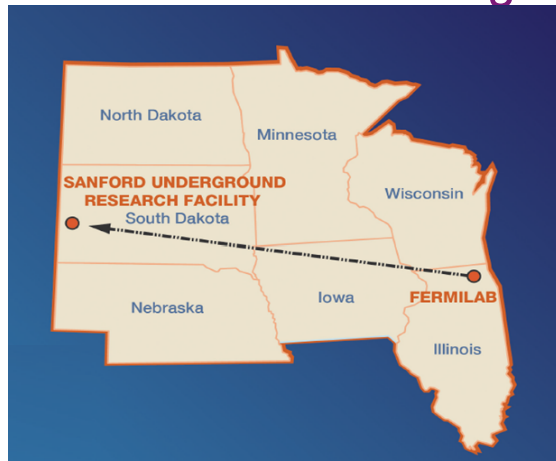 North Dakota
Minnesota
SANFORD UNDERGROUND
RESEARCH FACILITY
Wisconsin
South Dakota
FERMILAB
Iowa
Nebraska
Illinois